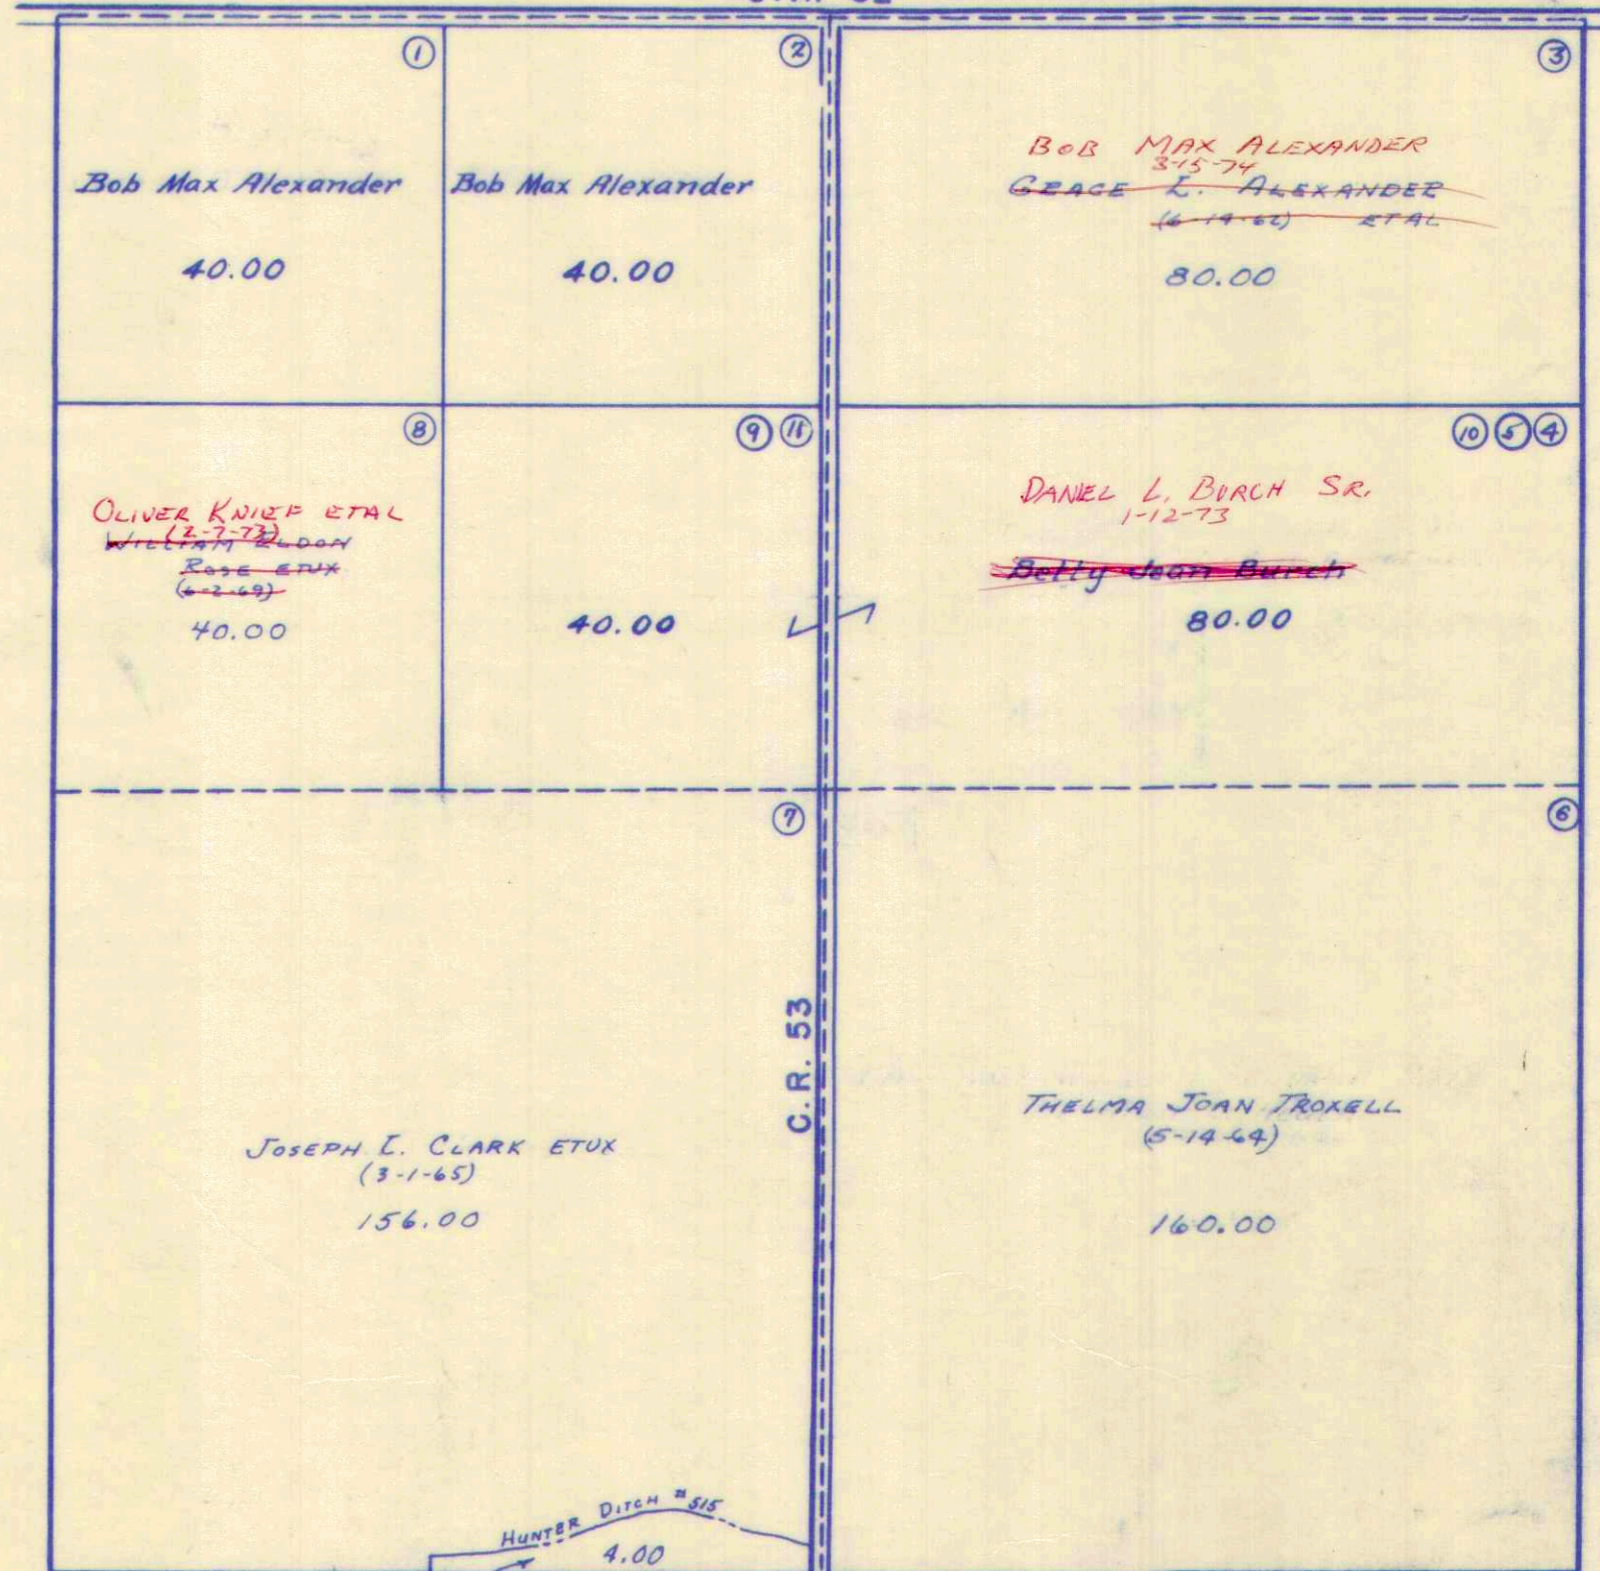 ①
Bob Max Alexander
40.00
②
Bob Max Alexander
40.00
③
BOB MAX ALEXANDER
3-15-74
GRACE L. ALEXANDER
(6-19-62) ETAL
80.00
⑧
OLIVER KNIEF ETAL
(2-7-73)
WILLIAM ELDON
ROSE ETUX
(6-2-69)
40.00
⑨ ⑪
40.00
⑩ ⑤ ④
DANIEL L. BURCH SR.
1-12-73
Betty Jean Burch
80.00
⑦
JOSEPH L. CLARK ETUX
(3-1-65)
156.00
C.R. 53
⑥
THELMA JOAN TROXELL
(5-14-64)
160.00
HUNTER DITCH #515
4.00